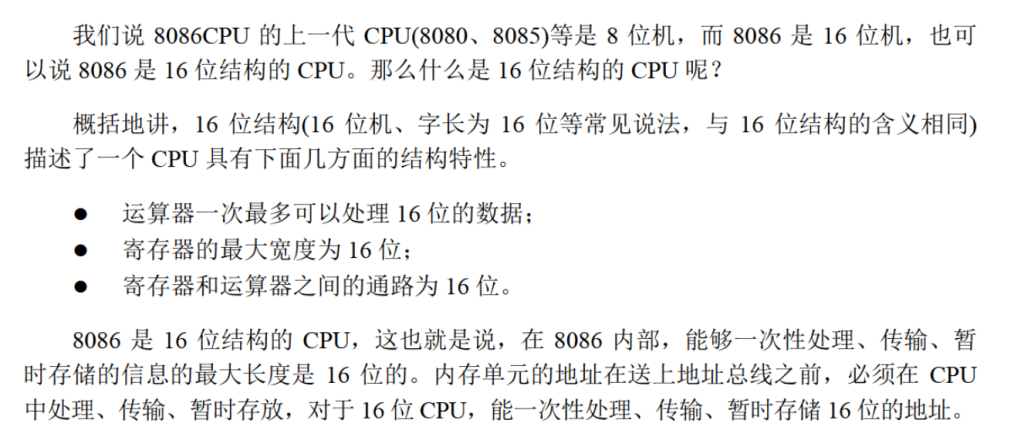 我们说 8086CPU 的上一代 CPU(8080、8085)等是 8 位机，而 8086 是 16 位机，也可
以说 8086 是 16 位结构的 CPU。那么什么是 16 位结构的 CPU 呢？
概括地讲，16 位结构(16 位机、字长为 16 位等常见说法，与 16 位结构的含义相同)
描述了一个 CPU 具有下面几方面的结构特性。
● 运算器一次最多可以处理 16 位的数据；
● 寄存器的最大宽度为 16 位；
● 寄存器和运算器之间的通路为 16 位。
8086 是 16 位结构的 CPU，这也就是说，在 8086 内部，能够一次性处理、传输、暂
时存储的信息的最大长度是 16 位的。内存单元的地址在送上地址总线之前，必须在 CPU
中处理、传输、暂时存放，对于 16 位 CPU，能一次性处理、传输、暂时存储 16 位的地址。